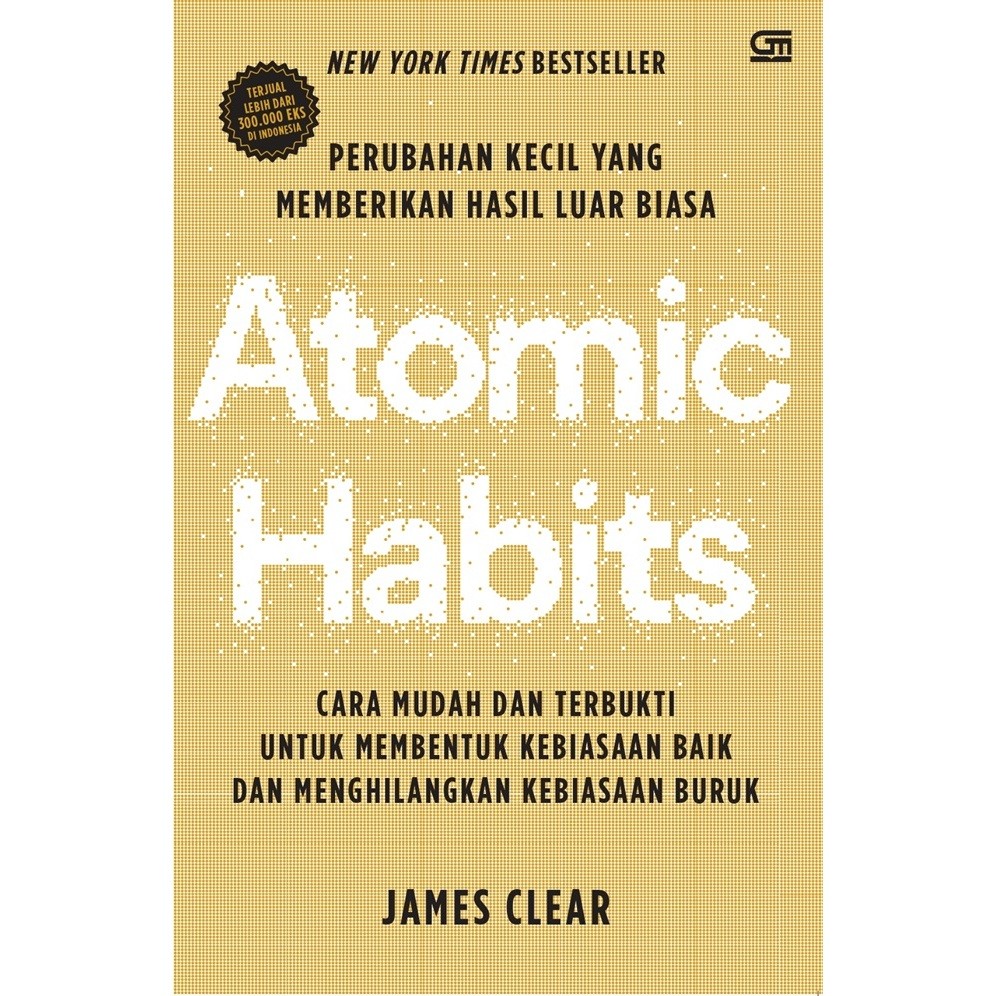 NEW YORK TIMES BESTSELLER
TERJUAL
LEBIH DARI
300.000 EKS
DI INDONESIA
PERUBAHAN KECIL YANG
MEMBERIKAN HASIL LUAR BIASA
Atomic
Habits
CARA MUDAH DAN TERBUKTI
UNTUK MEMBENTUK KEBIASAAN BAIK
DAN MENGHILANGKAN KEBIASAAN BURUK
JAMES CLEAR